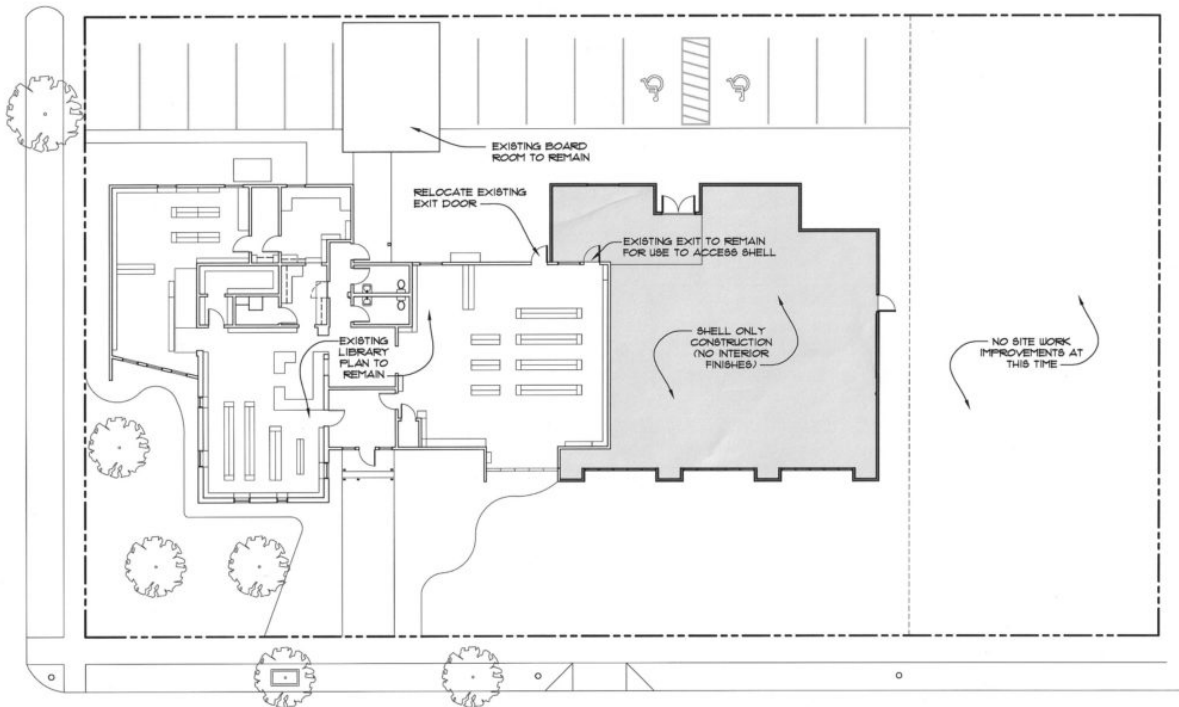 EXISTING BOARD
ROOM TO REMAIN
RELOCATE EXISTING
EXIT DOOR
EXISTING EXIT TO REMAIN
FOR USE TO ACCESS SHELL
EXISTING
LIBRARY
PLAN TO
REMAIN
SHELL ONLY
CONSTRUCTION
(NO INTERIOR
FINISHES)
NO SITE WORK
IMPROVEMENTS AT
THIS TIME